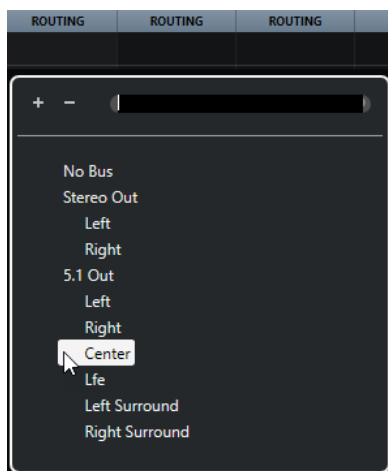 ROUTING ROUTING ROUTING
+ −
No Bus
Stereo Out
Left
Right
5.1 Out
Left
Right
Center
Lfe
Left Surround
Right Surround